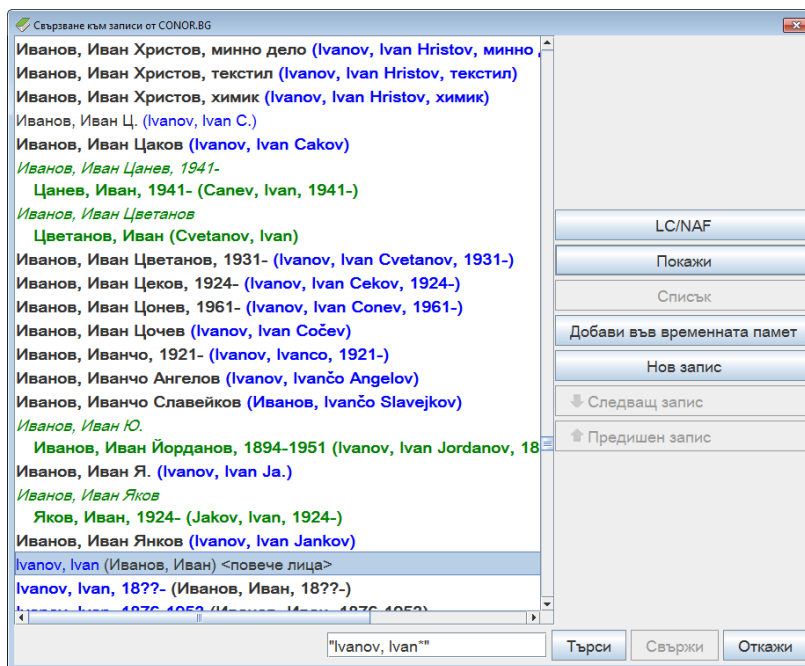 Свързване към записи от CONOR.BG
Иванов, Иван Христов, минно дело (Ivanov, Ivan Hristov, минно
Иванов, Иван Христов, текстил (Ivanov, Ivan Hristov, текстил)
Иванов, Иван Христов, химик (Ivanov, Ivan Hristov, химик)
Иванов, Иван Ц. (Ivanov, Ivan C.)
Иванов, Иван Цаков (Ivanov, Ivan Cakov)
Иванов, Иван Цанев, 1941-
Цанев, Иван, 1941- (Canev, Ivan, 1941-)
Иванов, Иван Цветанов
Цветанов, Иван (Cvetanov, Ivan)
Иванов, Иван Цветанов, 1931- (Ivanov, Ivan Cvetanov, 1931-)
Иванов, Иван Цеков, 1924- (Ivanov, Ivan Cekov, 1924-)
Иванов, Иван Цонев, 1961- (Ivanov, Ivan Conev, 1961-)
Иванов, Иван Цочев (Ivanov, Ivan Cočev)
Иванов, Иванчо, 1921- (Ivanov, Ivanco, 1921-)
Иванов, Иванчо Ангелов (Ivanov, Ivančo Angelov)
Иванов, Иванчо Славейков (Иванов, Ivančo Slavejkov)
Иванов, Иван Ю.
Иванов, Иван Йорданов, 1894-1951 (Ivanov, Ivan Jordanov, 18
Иванов, Иван Я. (Ivanov, Ivan Ja.)
Иванов, Иван Яков
Яков, Иван, 1924- (Jakov, Ivan, 1924-)
Иванов, Иван Янков (Ivanov, Ivan Jankov)
Ivanov, Ivan (Иванов, Иван) <повече лица>
Ivanov, Ivan, 18??- (Иванов, Иван, 18??-)
Ivanov, Ivan, 1876-1953 (Иванов, Иван, 1876-1953)
LC/NAF
Покажи
Списък
Добави във временната памет
Нов запис
Следващ запис
Предишен запис
"Ivanov, Ivan*"
Търси
Свържи
Откажи